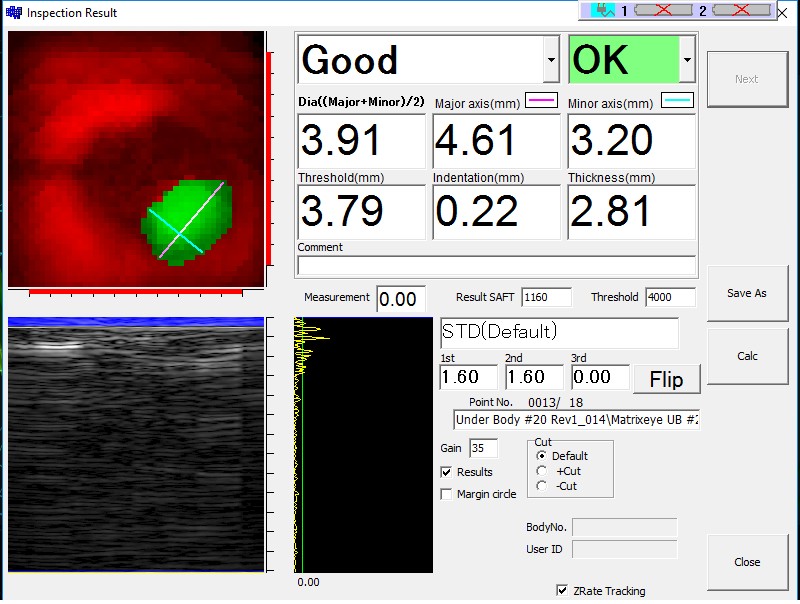 Inspection Result
1 2
Good OK
Next
Dia((Major+Minor)/2) Major axis(mm) Minor axis(mm)
3.91 4.61 3.20
Threshold(mm) Indentation(mm) Thickness(mm)
3.79 0.22 2.81
Comment
Measurement 0.00 Result SAFT 1160 Threshold 4000
Save As
STD(Default)
Calc
1st 2nd 3rd
1.60 1.60 0.00 Flip
Point No. 0013/ 18
Under Body #20 Rev1_014\Matrixeye UB #2
Gain 35
Cut
Default
Results
+Cut
-Cut
Margin circle
BodyNo.
User ID
Close
0.00
ZRate Tracking